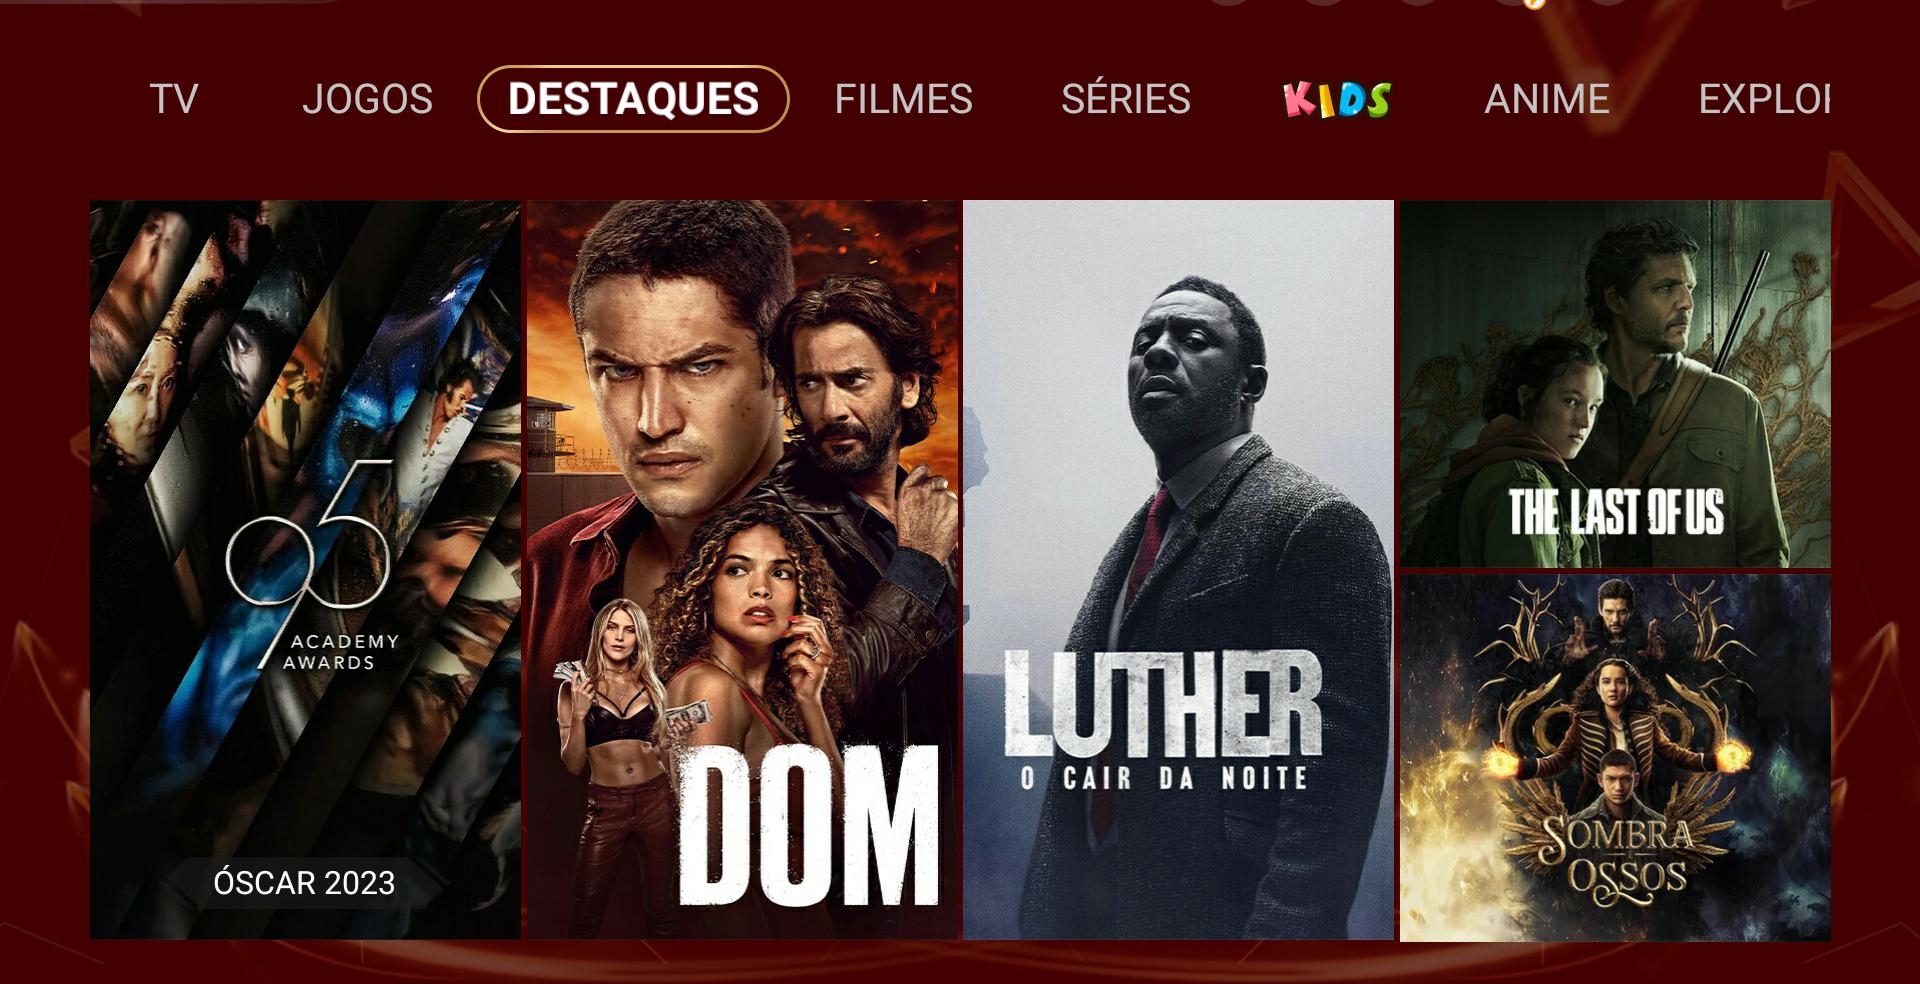 TV
JOGOS
DESTAQUES
FILMES
SÉRIES
KIDS
ANIME
EXPLOR
95
ACADEMY
AWARDS
ÓSCAR 2023
DOM
LUTHER
O CAIR DA NOITE
THE LAST OF US
SOMBRA
E
OSSOS